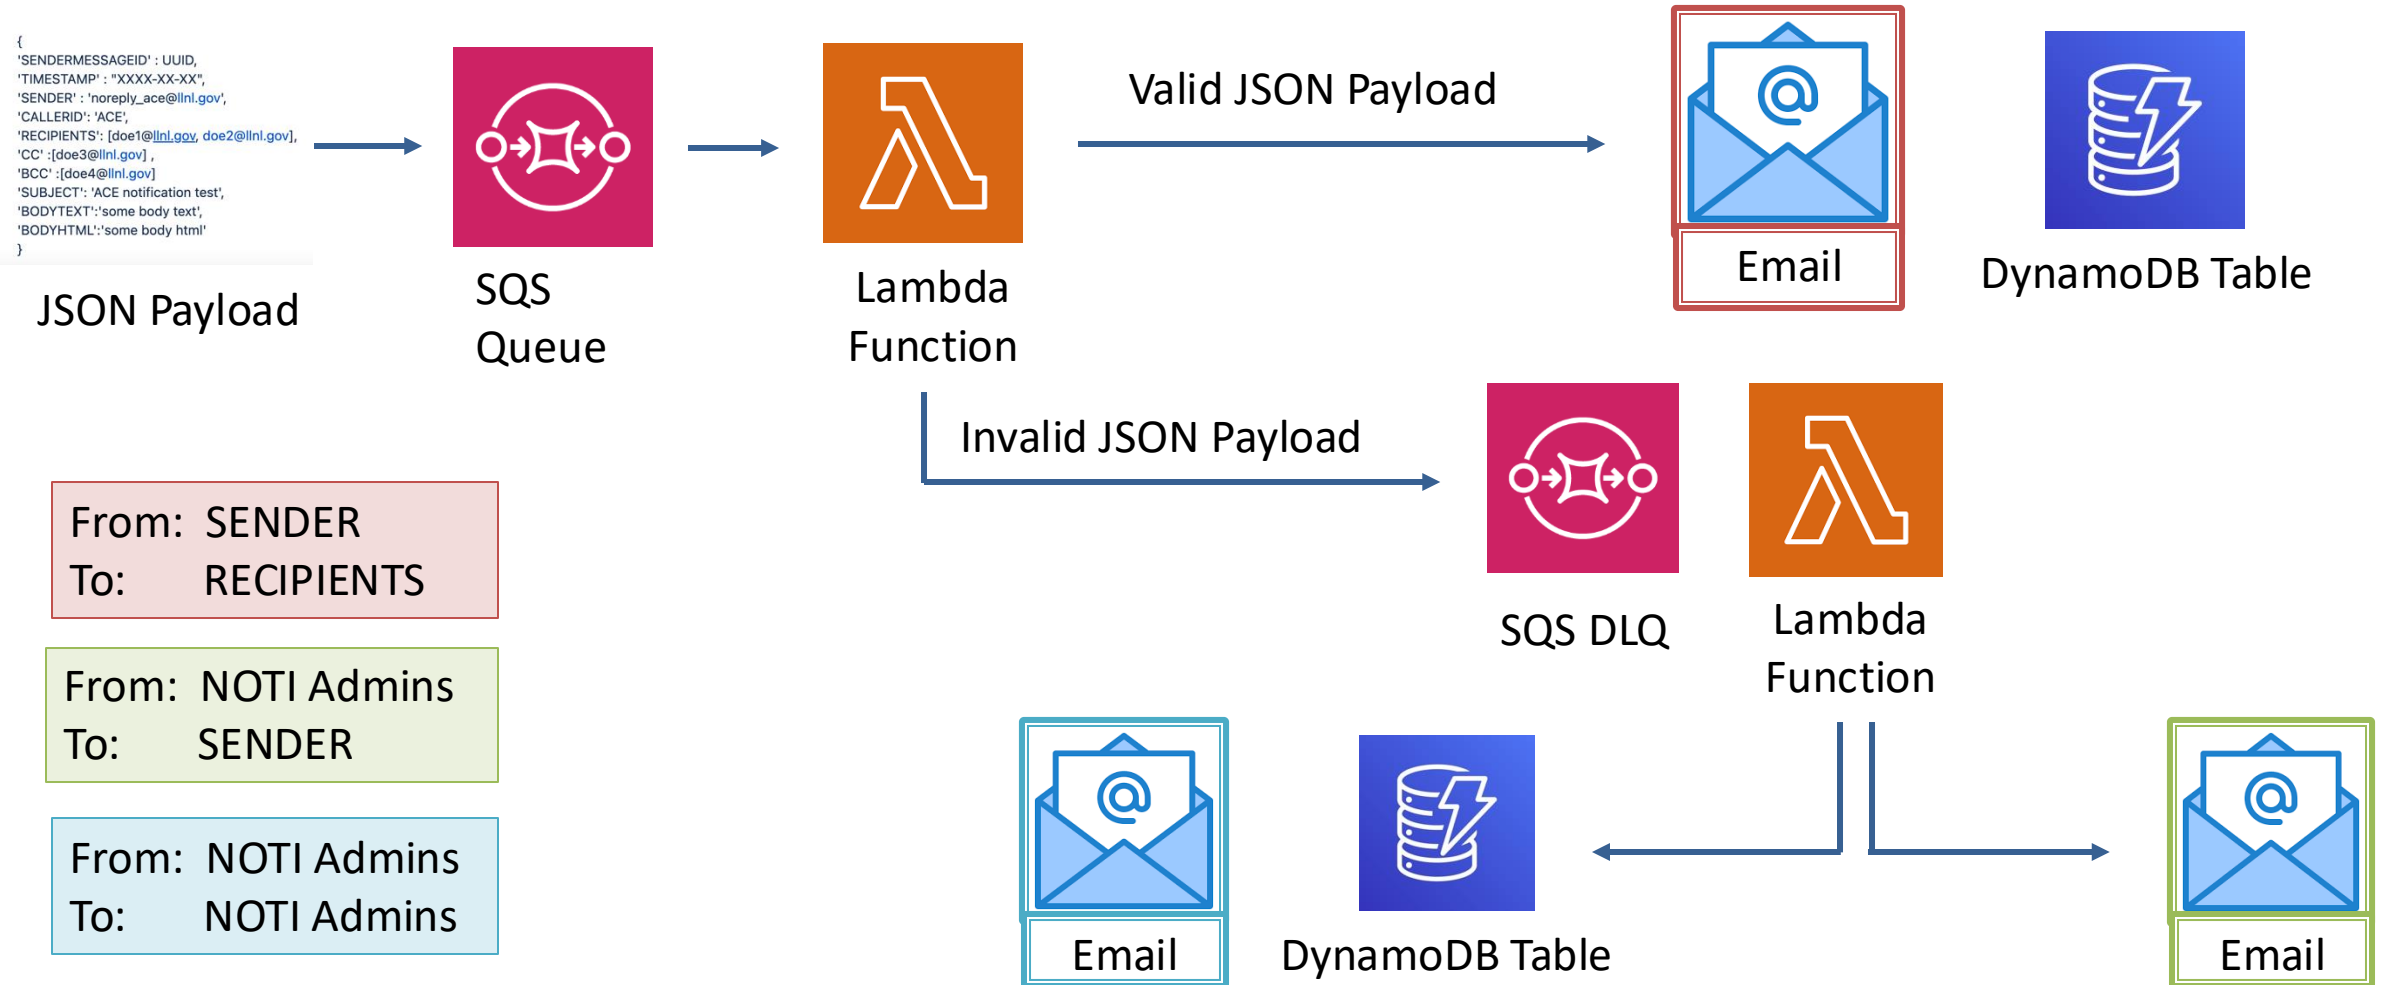 {
'SENDERMESSAGEID' : UUID,
'TIMESTAMP' : "XXXX-XX-XX",
'SENDER' : 'noreply_ace@llnl.gov',
'CALLERID': 'ACE',
'RECIPIENTS': [doe1@llnl.gov, doe2@llnl.gov],
'CC' :[doe3@llnl.gov] ,
'BCC' :[doe4@llnl.gov]
'SUBJECT': 'ACE notification test',
'BODYTEXT':'some body text',
'BODYHTML':'some body html'
}
JSON Payload
SQS
Queue
Lambda
Function
Valid JSON Payload
Email
DynamoDB Table
Invalid JSON Payload
SQS DLQ
Lambda
Function
From: SENDER
To: RECIPIENTS
From: NOTI Admins
To: SENDER
From: NOTI Admins
To: NOTI Admins
Email
DynamoDB Table
Email